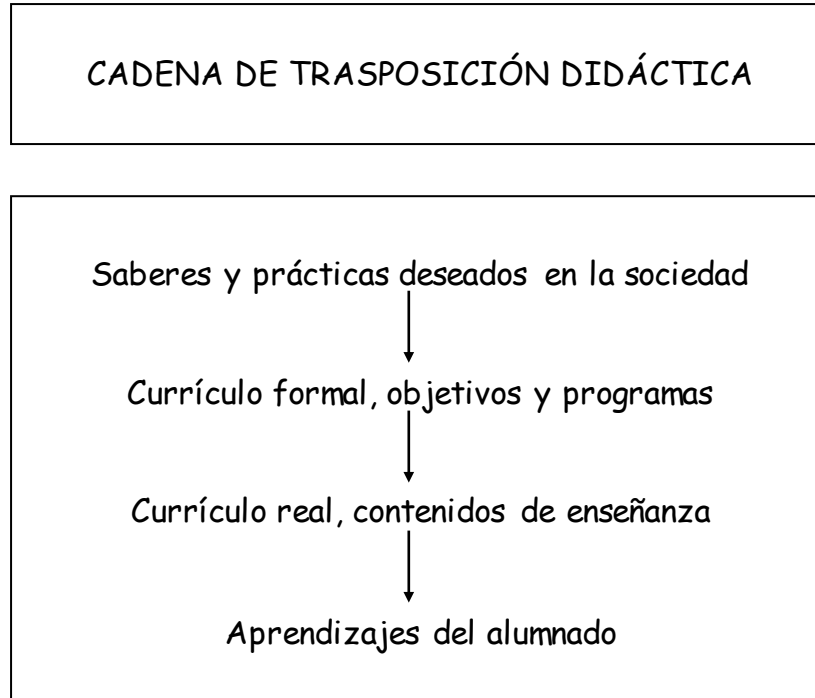 CADENA DE TRASPOSICIÓN DIDÁCTICA
Saberes y prácticas deseados en la sociedad
Currículo formal, objetivos y programas
Currículo real, contenidos de enseñanza
Aprendizajes del alumnado